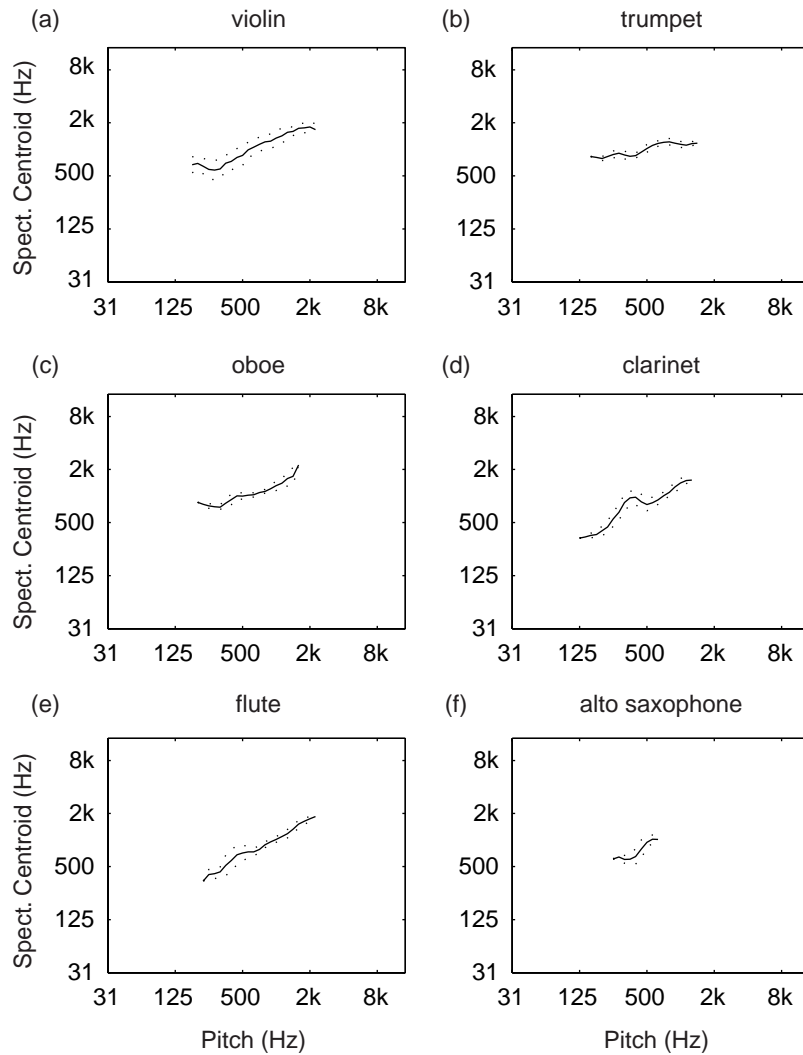 (a) violin
Spect. Centroid (Hz)
8k
2k
500
125
31
31 125 500 2k 8k
(b) trumpet
8k
2k
500
125
31
31 125 500 2k 8k
(c) oboe
Spect. Centroid (Hz)
8k
2k
500
125
31
31 125 500 2k 8k
(d) clarinet
8k
2k
500
125
31
31 125 500 2k 8k
(e) flute
Spect. Centroid (Hz)
8k
2k
500
125
31
31 125 500 2k 8k
Pitch (Hz)
(f) alto saxophone
8k
2k
500
125
31
31 125 500 2k 8k
Pitch (Hz)